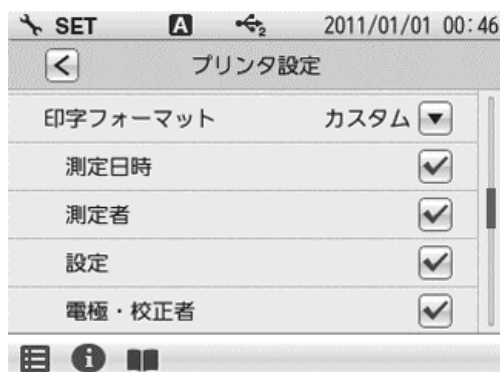 SET A 2 2011/01/01 00:46
プリンタ設定
印字フォーマット カスタム
測定日時
測定者
設定
電極・校正者